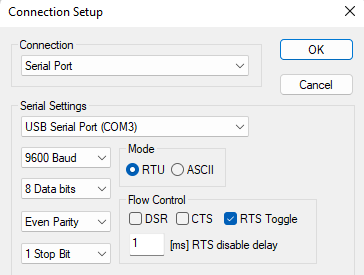 Connection Setup
Connection
Serial Port
OK
Cancel
Serial Settings
USB Serial Port (COM3)
9600 Baud
Mode
RTU ASCII
8 Data bits
Flow Control
Even Parity
DSR CTS RTS Toggle
1 [ms] RTS disable delay
1 Stop Bit